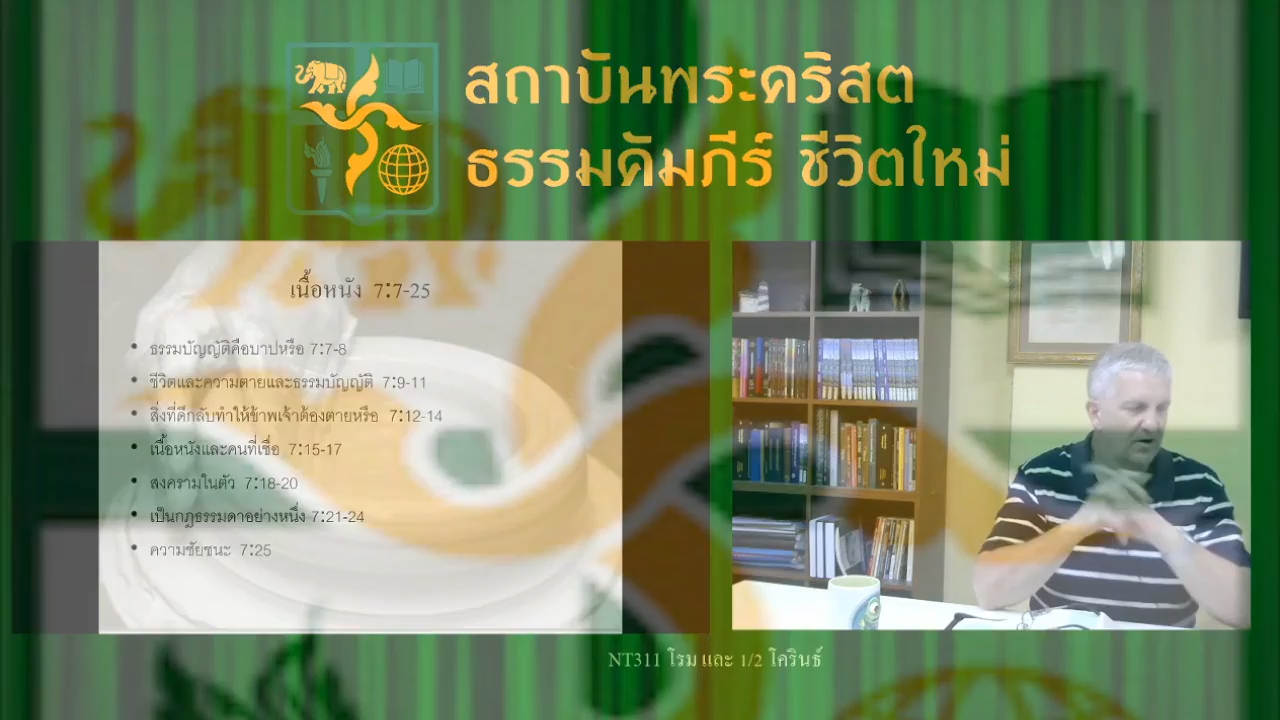 สถาบันพระคริสต
ธรรมคัมภีร์ ชีวิตใหม่
เนื้อหนัง 7:7-25
• ธรรมบัญญัติคือบาปหรือ 7:7-8
• ชีวิตและความตายและธรรมบัญญัติ 7:9-11
• สิ่งที่ดีกลับทำให้ข้าพเจ้าต้องตายหรือ 7:12-14
• เนื้อหนังและคนที่เชื่อ 7:15-17
• สงครามในตัว 7:18-20
• เป็นกฎธรรมดาอย่างหนึ่ง 7:21-24
• ความชัยชนะ 7:25
NT311 โรม และ 1/2 โครินธ์